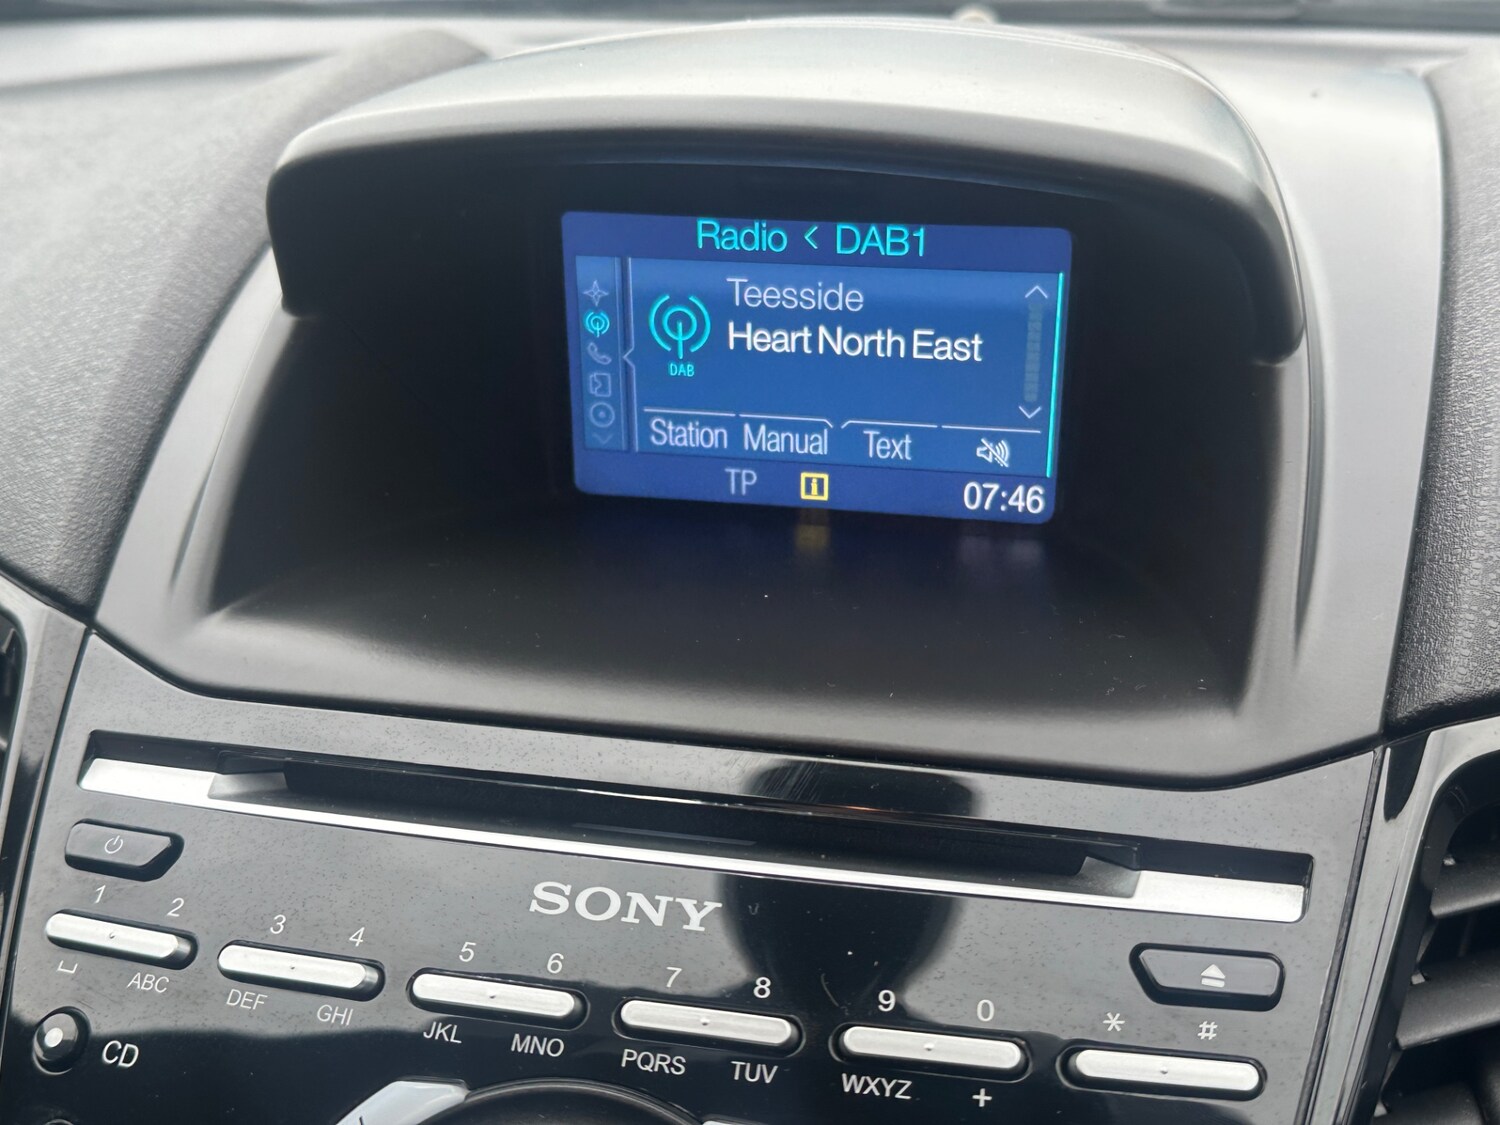 Radio < DAB1
Teesside
Heart North East
DAB
Station Manual Text
TP i 07:46
SONY
1 2 3 4 5 6 7 8 9 0 * #
ABC DEF GHI JKL MNO PQRS TUV WXYZ +
CD